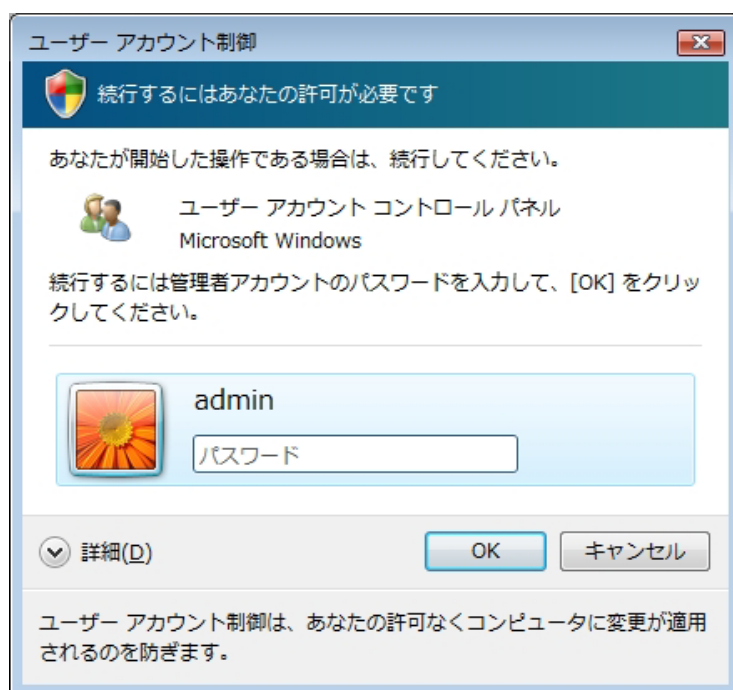 ユーザー アカウント制御
続行するにはあなたの許可が必要です
あなたが開始した操作である場合は、続行してください。
ユーザー アカウント コントロール パネル
Microsoft Windows
続行するには管理者アカウントのパスワードを入力して、[OK] をクリッ
クしてください。
admin
パスワード
詳細(D)
OK
キャンセル
ユーザー アカウント制御は、あなたの許可なくコンピュータに変更が適用
されるのを防ぎます。